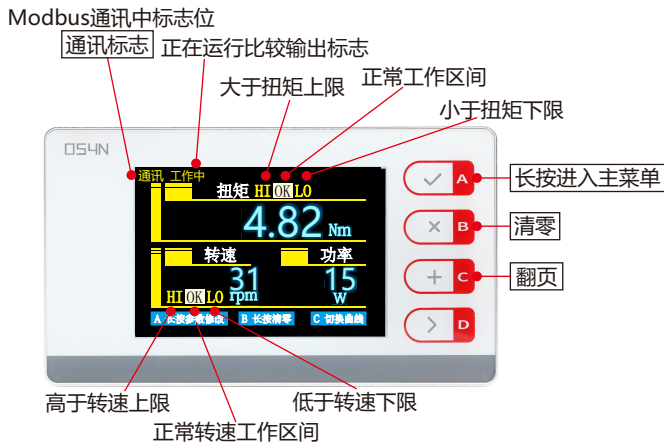 Modbus通讯中标志位
通讯标志
正在运行比较输出标志
大于扭矩上限
正常工作区间
小于扭矩下限
OS4N
通讯 工作中
扭矩 HI OK LO
4.82 Nm
转速
31 rpm
HI OK LO
功率
15 W
A 长按参数修改
B 长按清零
C 切换曲线
A
长按进入主菜单
B
清零
C
翻页
D
高于转速上限
低于转速下限
正常转速工作区间